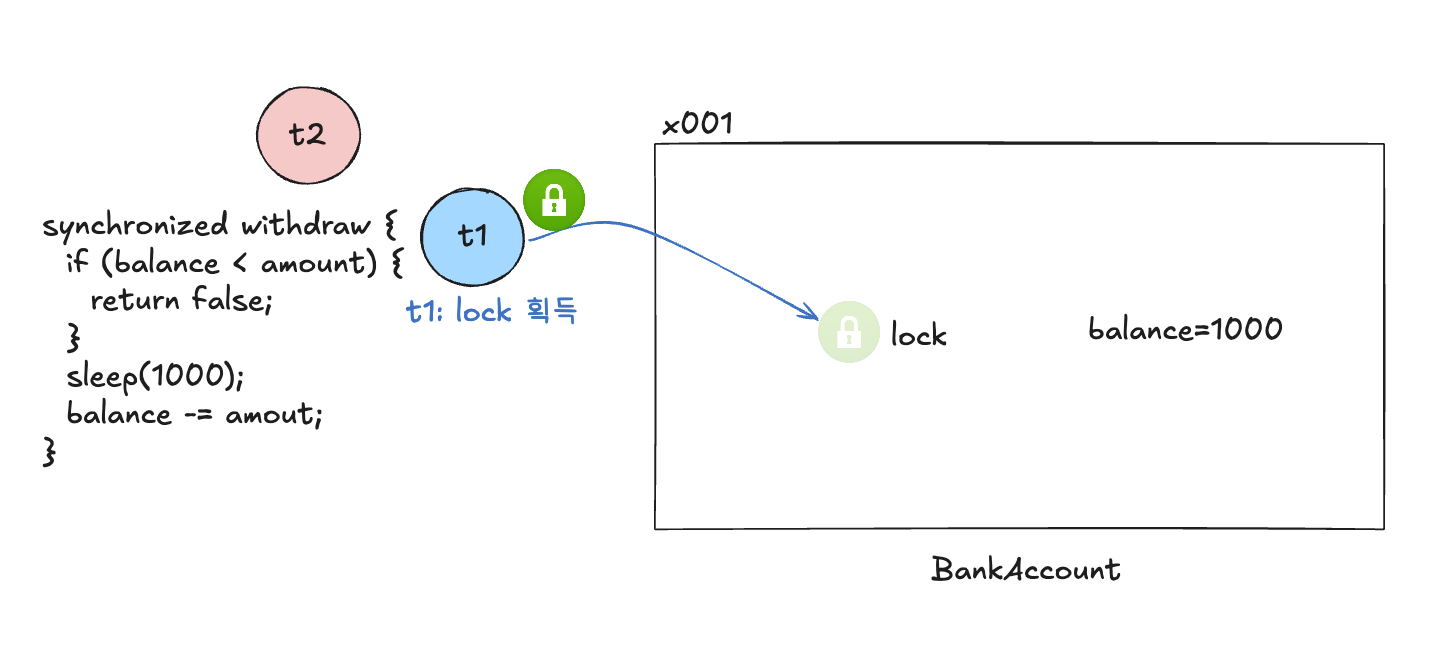 t2
x001
synchronized withdraw {
if (balance < amount) {
return false;
}
sleep(1000);
balance -= amout;
}
t1
t1: lock 획득
lock
balance=1000
BankAccount